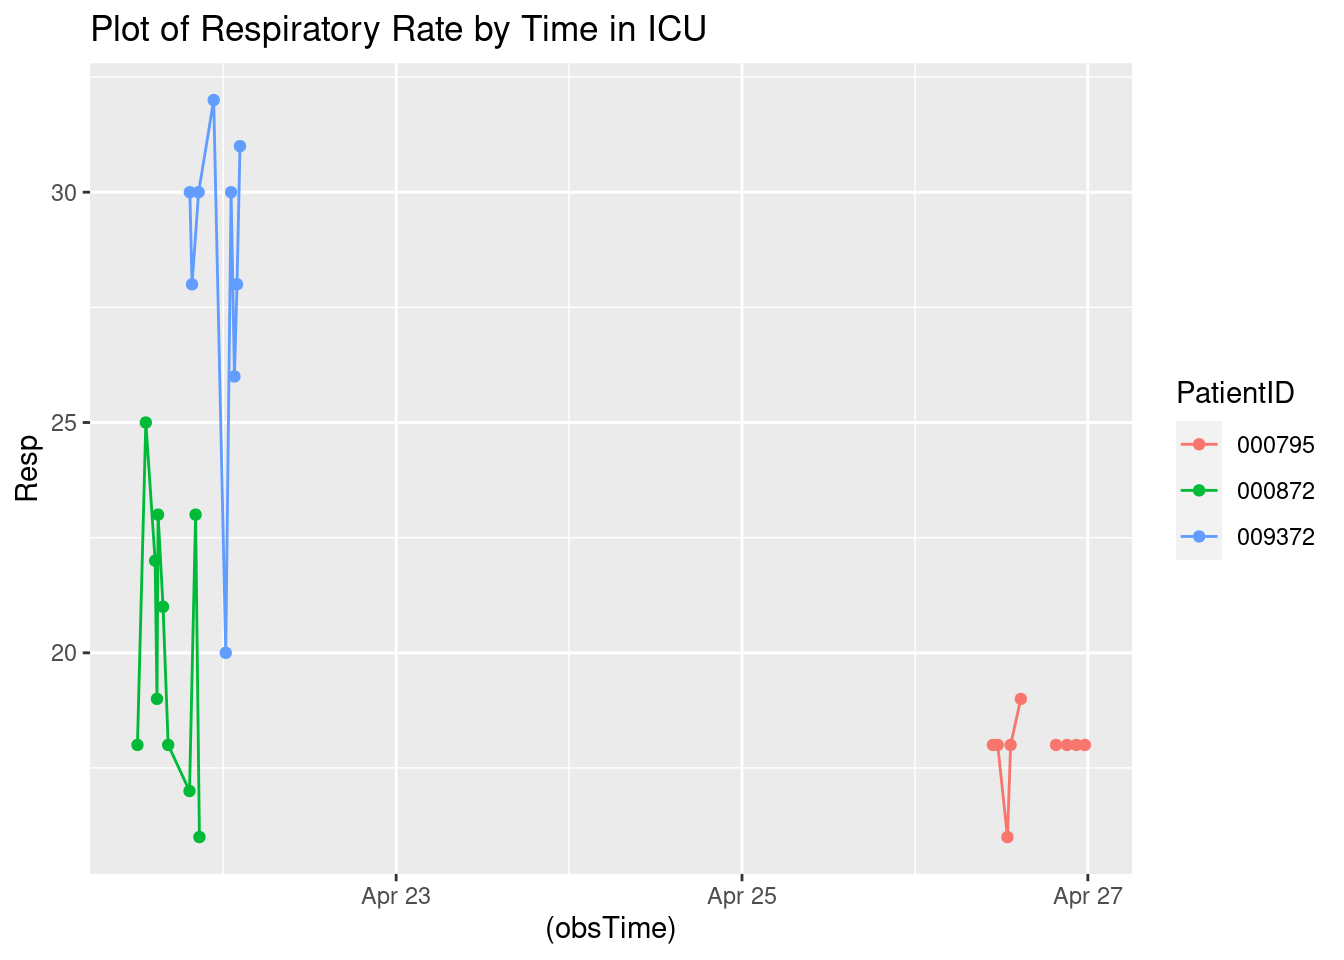 Plot of Respiratory Rate by Time in ICU
30
25
20
Resp
Apr 23
Apr 25
Apr 27
(obsTime)
PatientID
000795
000872
009372